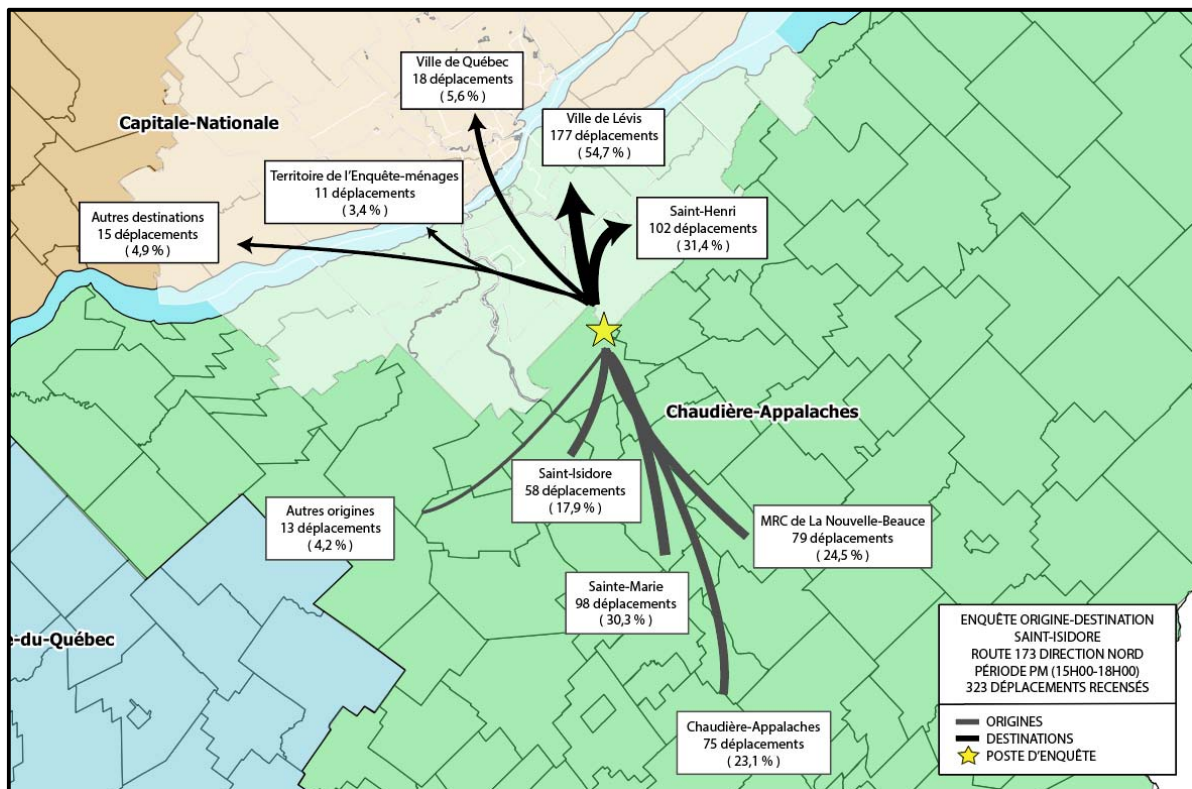 Ville de Québec
18 déplacements
( 5,6 % )
Capitale-Nationale
Ville de Lévis
177 déplacements
( 54,7 % )
Territoire de l'Enquête-ménages
11 déplacements
( 3,4 % )
Autres destinations
15 déplacements
( 4,9 % )
Saint-Henri
102 déplacements
( 31,4 % )
Chaudière-Appalaches
Saint-Isidore
58 déplacements
( 17,9 % )
Autres origines
13 déplacements
( 4,2 % )
MRC de La Nouvelle-Beauce
79 déplacements
( 24,5 % )
Sainte-Marie
98 déplacements
( 30,3 % )
e-du-Québec
Chaudière-Appalaches
75 déplacements
( 23,1 % )
ENQUÊTE ORIGINE-DESTINATION
SAINT-ISIDORE
ROUTE 173 DIRECTION NORD
PÉRIODE PM (15H00-18H00)
323 DÉPLACEMENTS RECENSÉS
ORIGINES
DESTINATIONS
POSTE D'ENQUÊTE